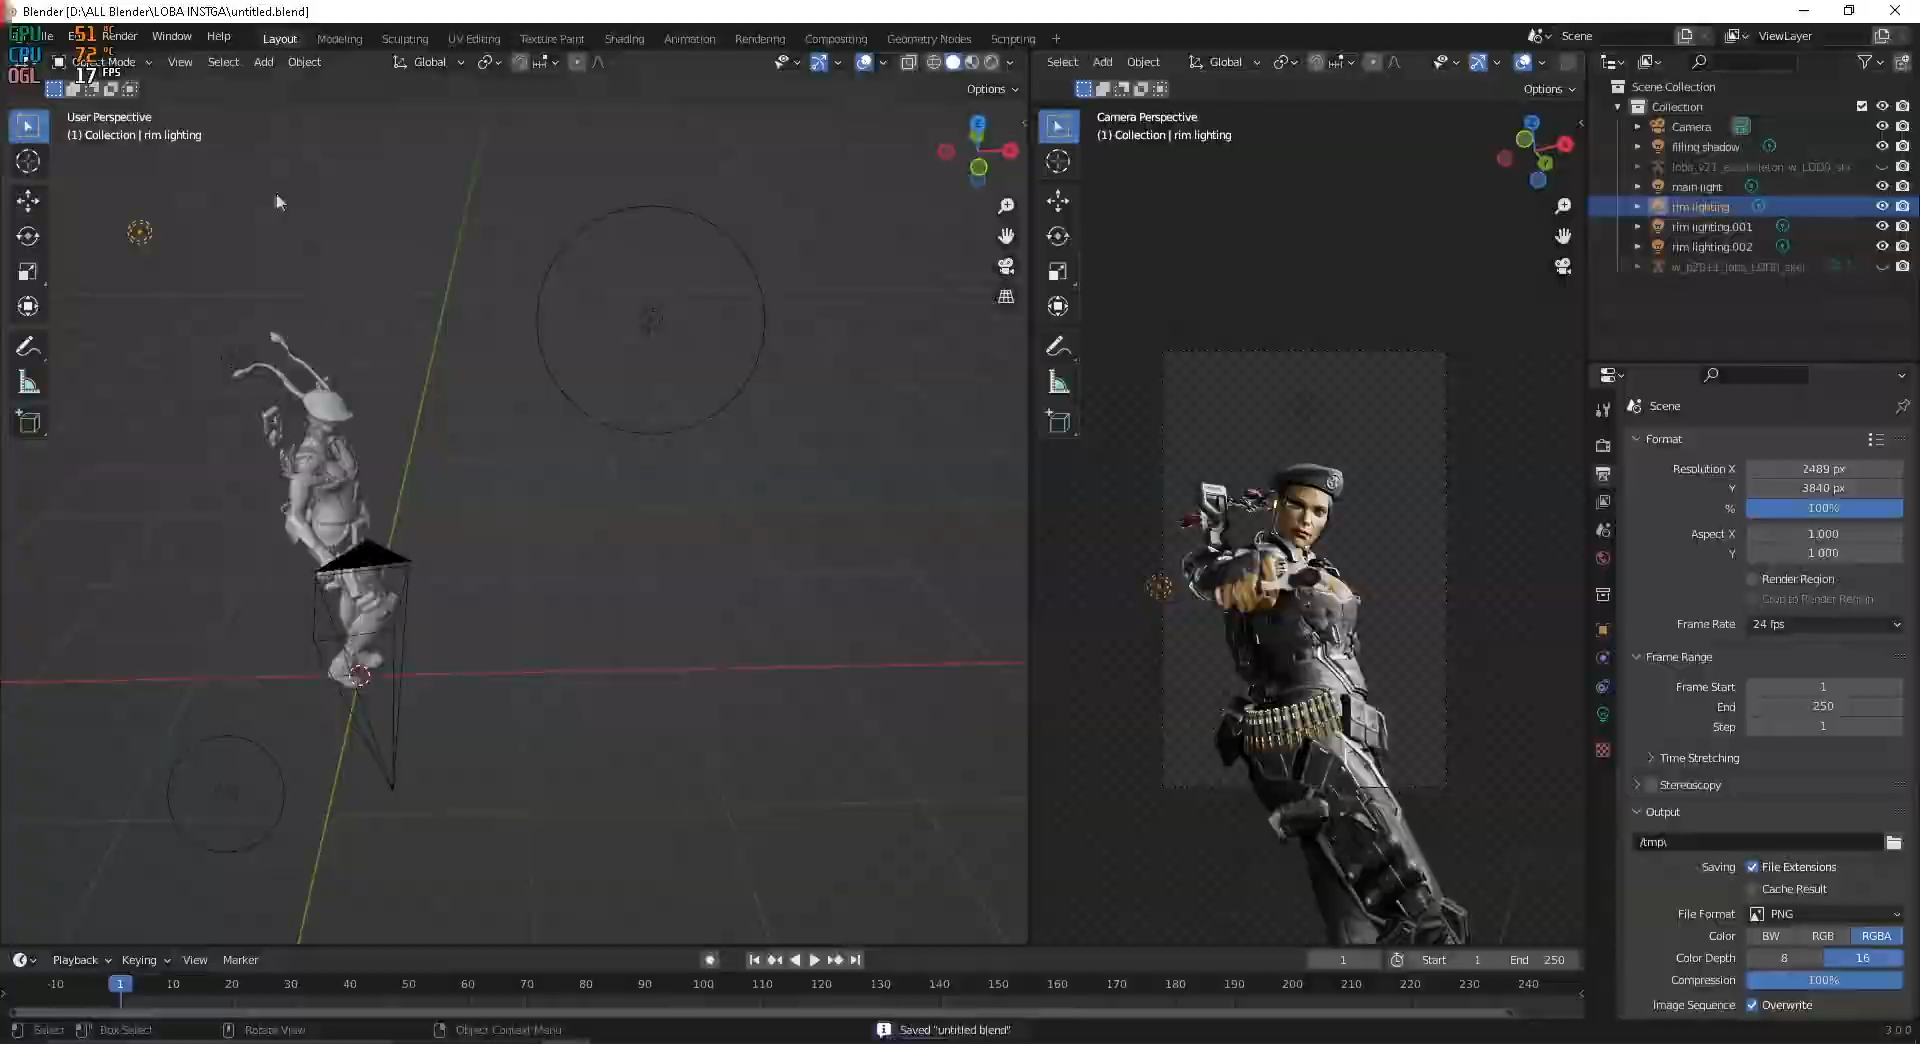 Blender [D:\ALL Blender\LOBA INSTGA\untitled.blend]
GPU 51 °C
CPU 72 °C
OGL 17 FPS
Render Window Help
Layout Modeling Sculpting UV Editing Texture Paint Shading Animation Rendering Compositing Geometry Nodes Scripting +
Scene
ViewLayer
Object Mode View Select Add Object Global
Select Add Object Global
Options
Options
User Perspective
(1) Collection | rim lighting
Camera Perspective
(1) Collection | rim lighting
Scene Collection
Collection
Camera
filling shadow
main light
rim lighting
rim lighting.001
rim lighting.002
Scene
Format
Resolution X 2489 px
Y 3840 px
% 100%
Aspect X 1.000
Y 1.000
Render Region
Crop to Render Region
Frame Rate 24 fps
Frame Range
Frame Start 1
End 250
Step 1
Time Stretching
Stereoscopy
Output
/tmp\
Saving File Extensions
Cache Result
File Format PNG
Color BW RGB RGBA
Color Depth 8 16
Compression 100%
Image Sequence Overwrite
Playback Keying View Marker
1 Start 1 End 250
-10 1 10 20 30 40 50 60 70 80 90 100 110 120 130 140 150 160 170 180 190 200 210 220 230 240
Select Box Select Rotate View Object Context Menu
Saved "untitled.blend"
3.0.0